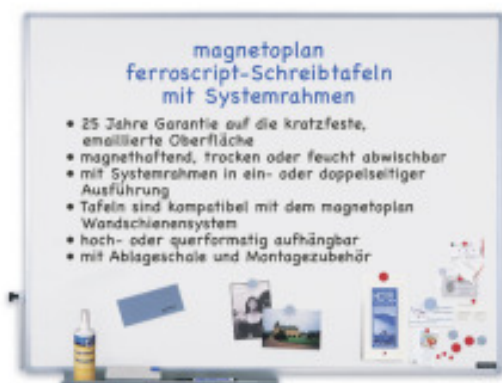 magnetoplan
ferroscript-Schreibtafeln
mit Systemrahmen
• 25 Jahre Garantie auf die kratzfeste,
emaillierte Oberfläche
• magnethaftend, trocken oder feucht abwischbar
• mit Systemrahmen in ein- oder doppelseitiger
Ausführung
• Tafeln sind kompatibel mit dem magnetoplan
Wandschienensystem
• hoch- oder querformatig aufhängbar
• mit Ablageschale und Montagezubehör
HOTEL